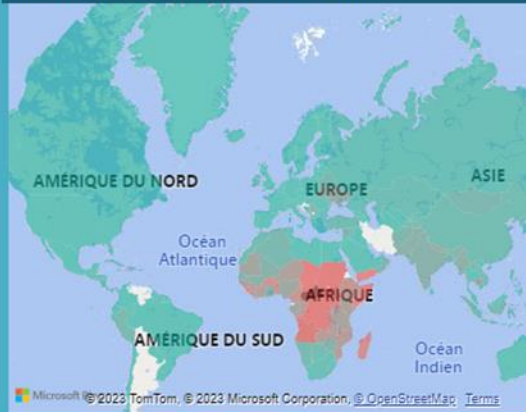 AMÉRIQUE DU NORD
EUROPE
ASIE
Océan
Atlantique
AFRIQUE
AMÉRIQUE DU SUD
Océan
Indien
Microsoft
© 2023 TomTom, © 2023 Microsoft Corporation, © OpenStreetMap Terms